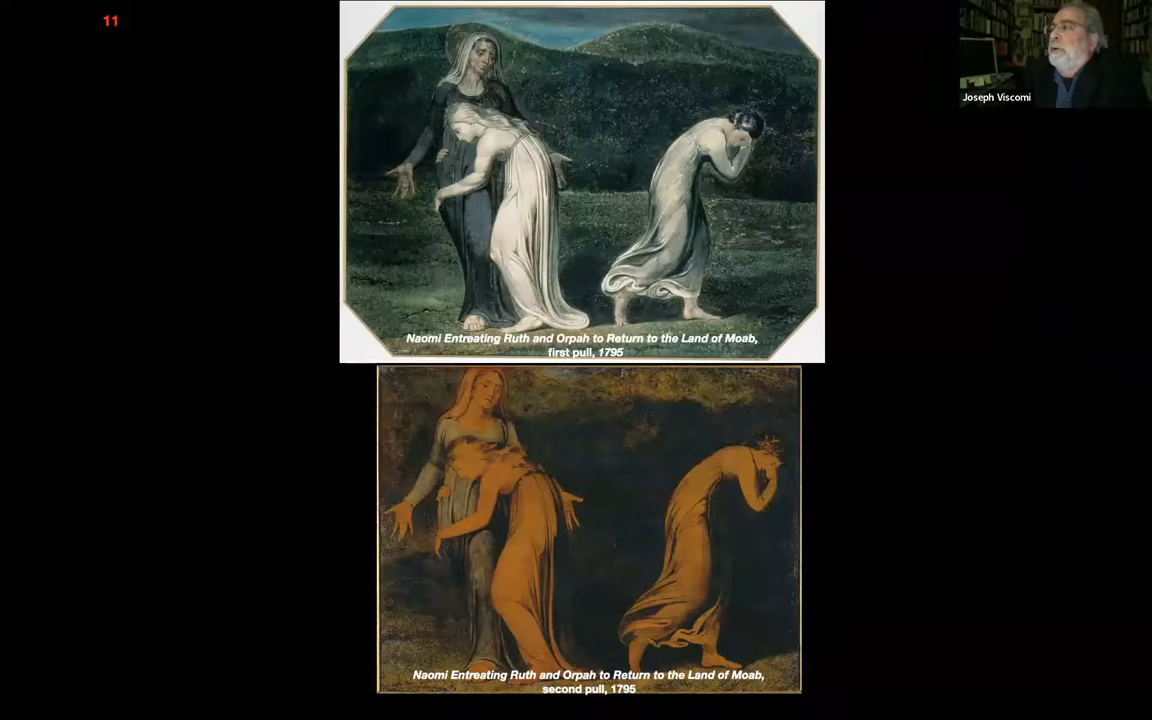 11
Joseph Viscomi
Naomi Entreating Ruth and Orpah to Return to the Land of Moab,
first pull, 1795
Naomi Entreating Ruth and Orpah to Return to the Land of Moab,
second pull, 1795